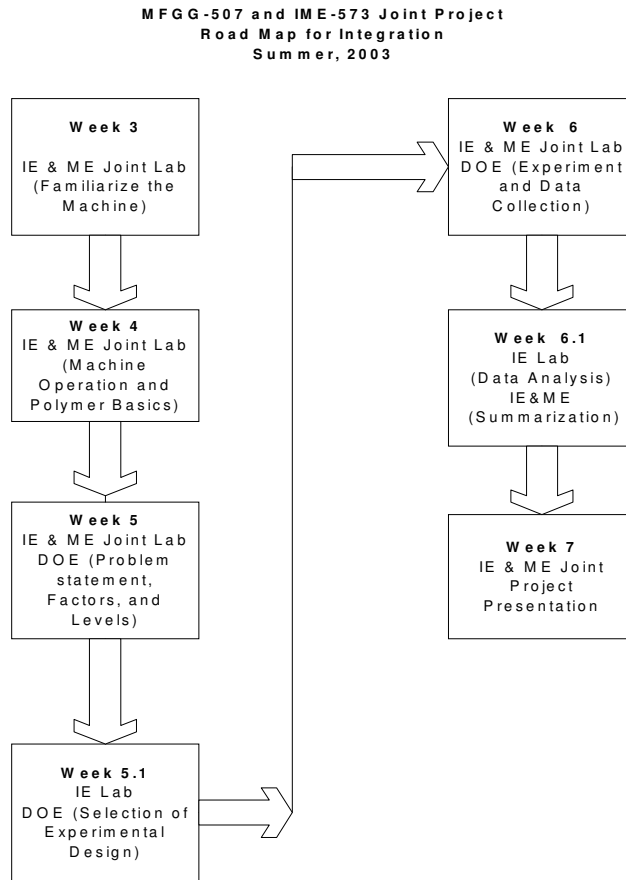 MFGG-507 and IME-573 Joint Project
Road Map for Integration
Summer, 2003
Week 3
IE & ME Joint Lab
(Familiarize the
Machine)
Week 4
IE & ME Joint Lab
(Machine
Operation and
Polymer Basics)
Week 5
IE & ME Joint Lab
DOE (Problem
statement,
Factors, and
Levels)
Week 5.1
IE Lab
DOE (Selection of
Experimental
Design)
Week 6
IE & ME Joint Lab
DOE (Experiment
and Data
Collection)
Week 6.1
IE Lab
(Data Analysis)
IE&ME
(Summarization)
Week 7
IE & ME Joint
Project
Presentation